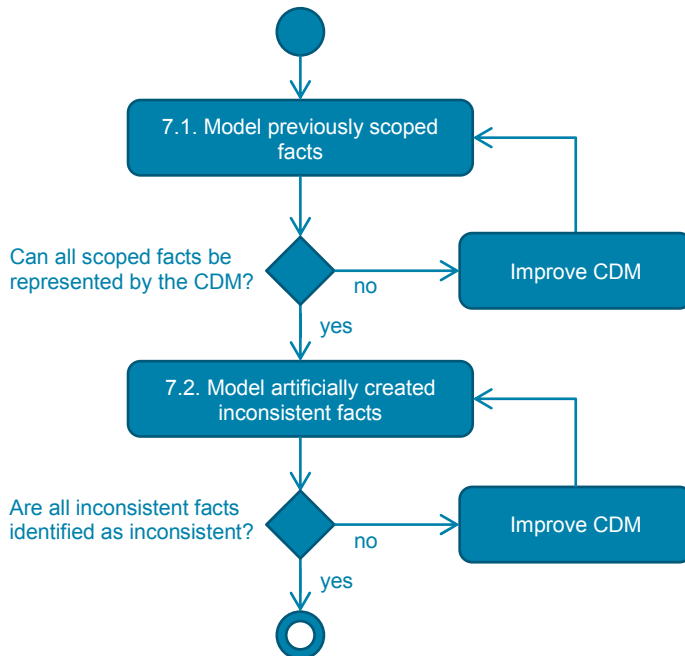 7.1. Model previously scoped
facts
Can all scoped facts be
represented by the CDM?
no
Improve CDM
yes
7.2. Model artificially created
inconsistent facts
Are all inconsistent facts
identified as inconsistent?
no
Improve CDM
yes